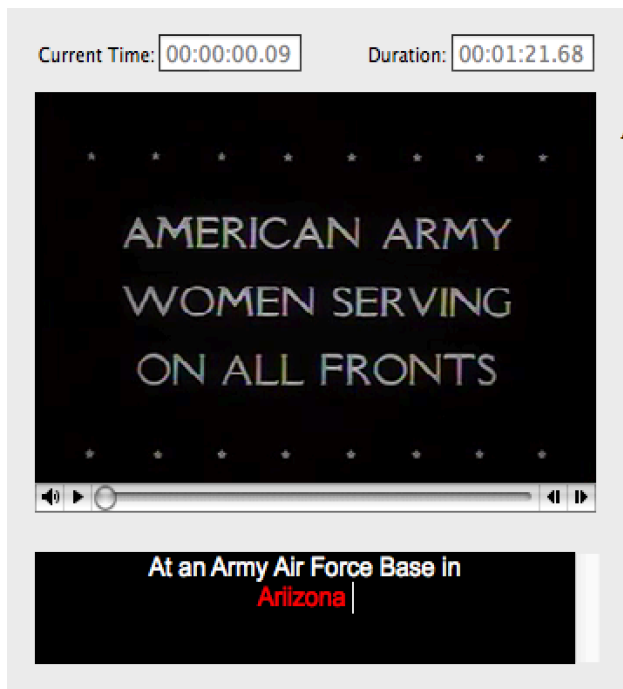 Current Time: 00:00:00.09 Duration: 00:01:21.68
AMERICAN ARMY
WOMEN SERVING
ON ALL FRONTS
At an Army Air Force Base in
Ariizona